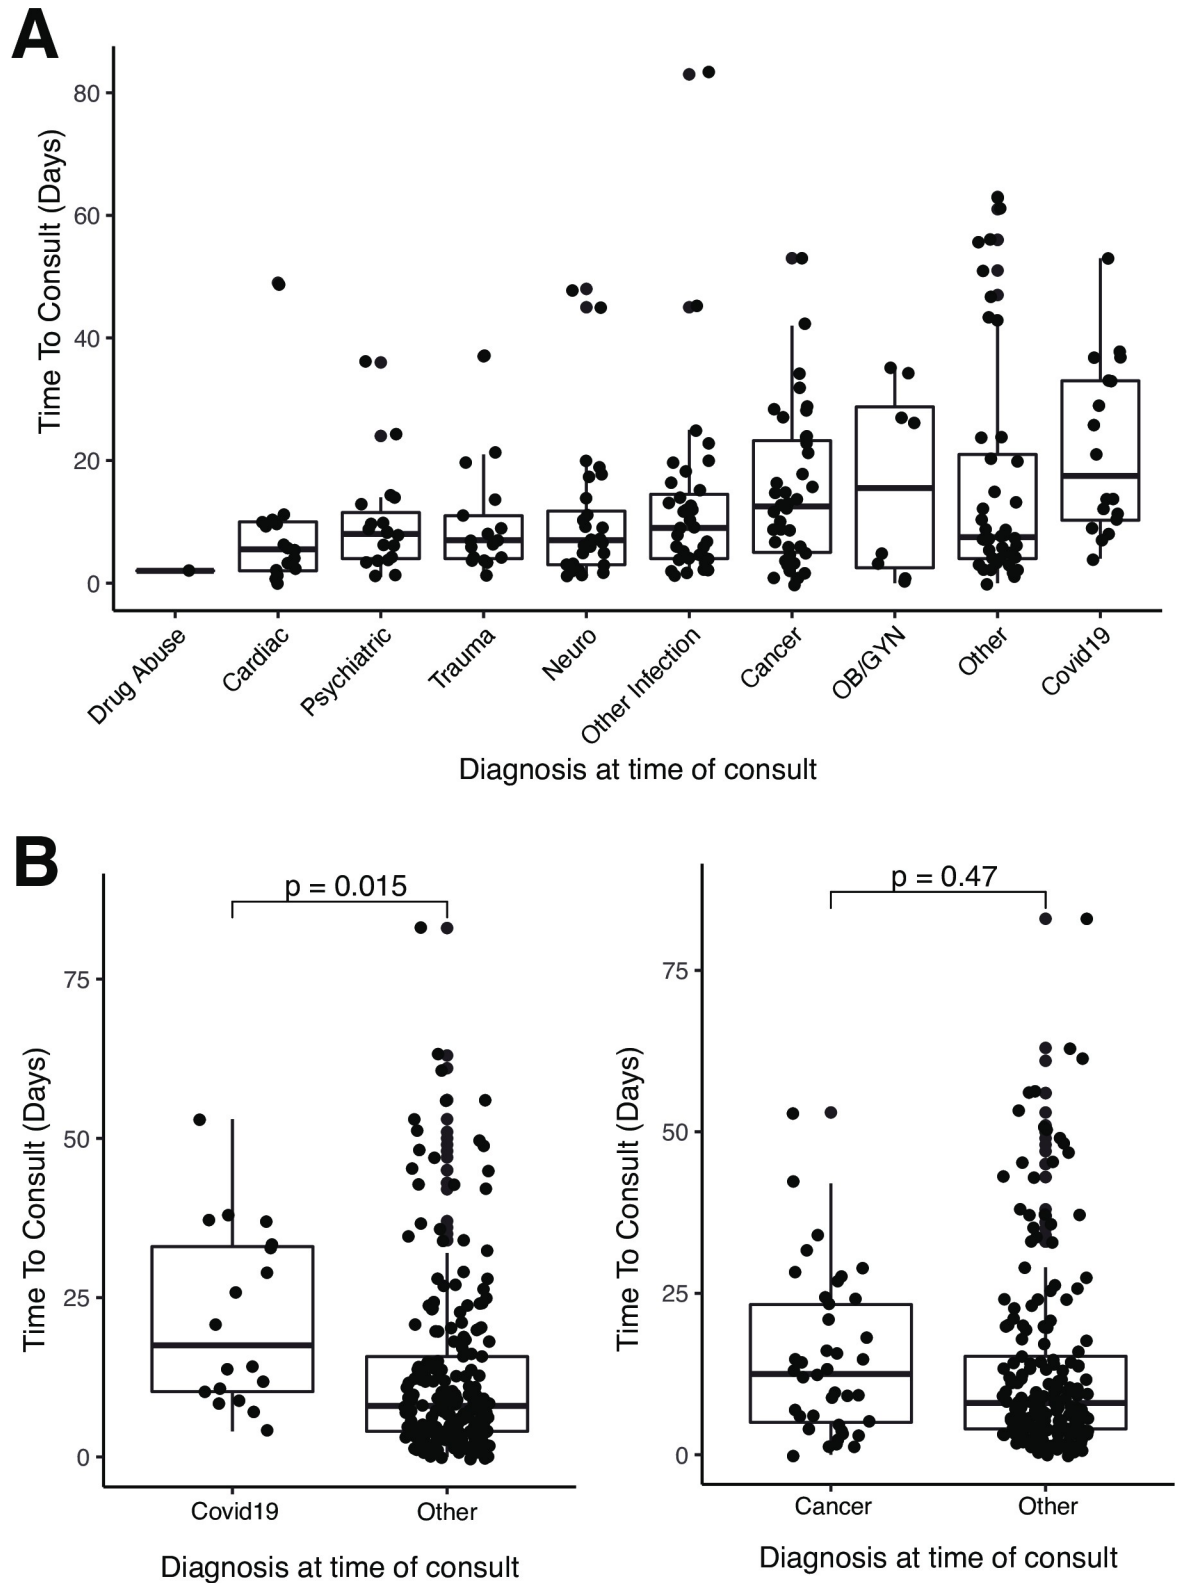 A
Time To Consult (Days)
80
60
40
20
0
Drug Abuse
Cardiac
Psychiatric
Trauma
Neuro
Other Infection
Cancer
OB/GYN
Other
Covid19
Diagnosis at time of consult
B
p = 0.015
Time To Consult (Days)
75
50
25
0
Covid19
Other
Diagnosis at time of consult
p = 0.47
Time To Consult (Days)
75
50
25
0
Cancer
Other
Diagnosis at time of consult